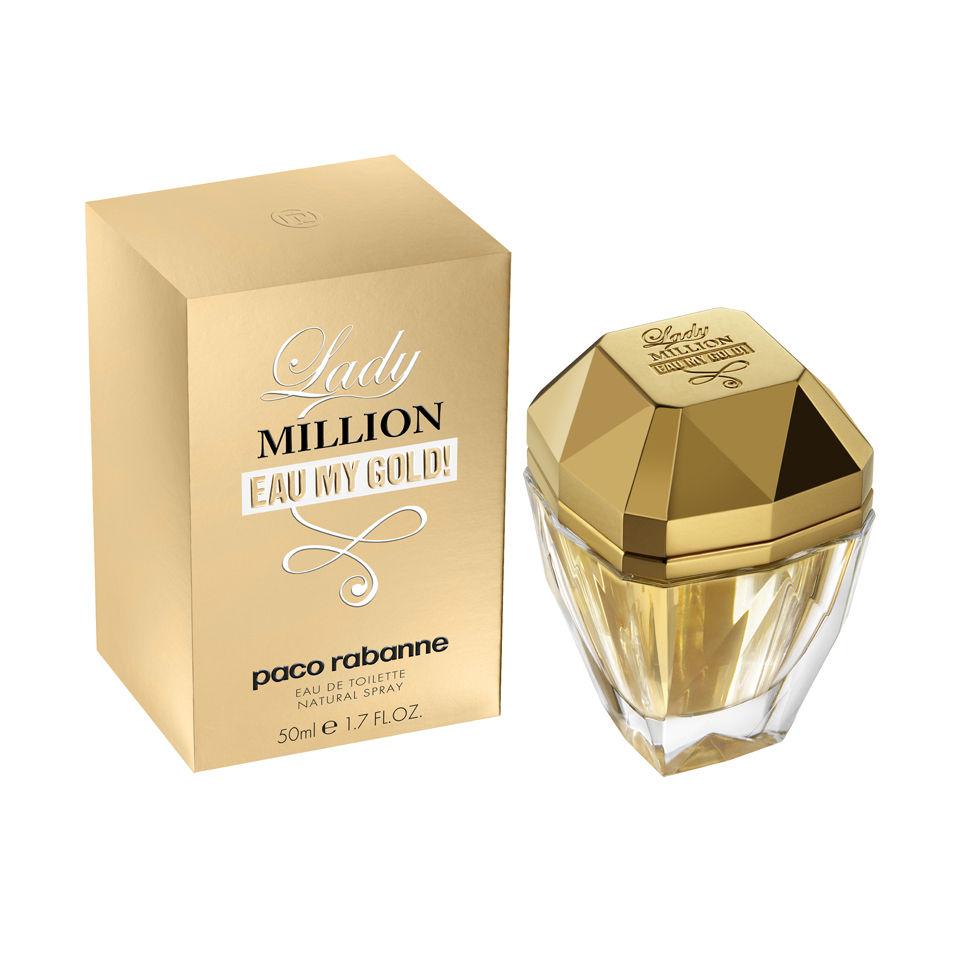 Lady
MILLION
EAU MY GOLD!
paco rabanne
EAU DE TOILETTE
NATURAL SPRAY
50ml e 1.7 FL.OZ.
Lady
MILLION
EAU MY GOLD!